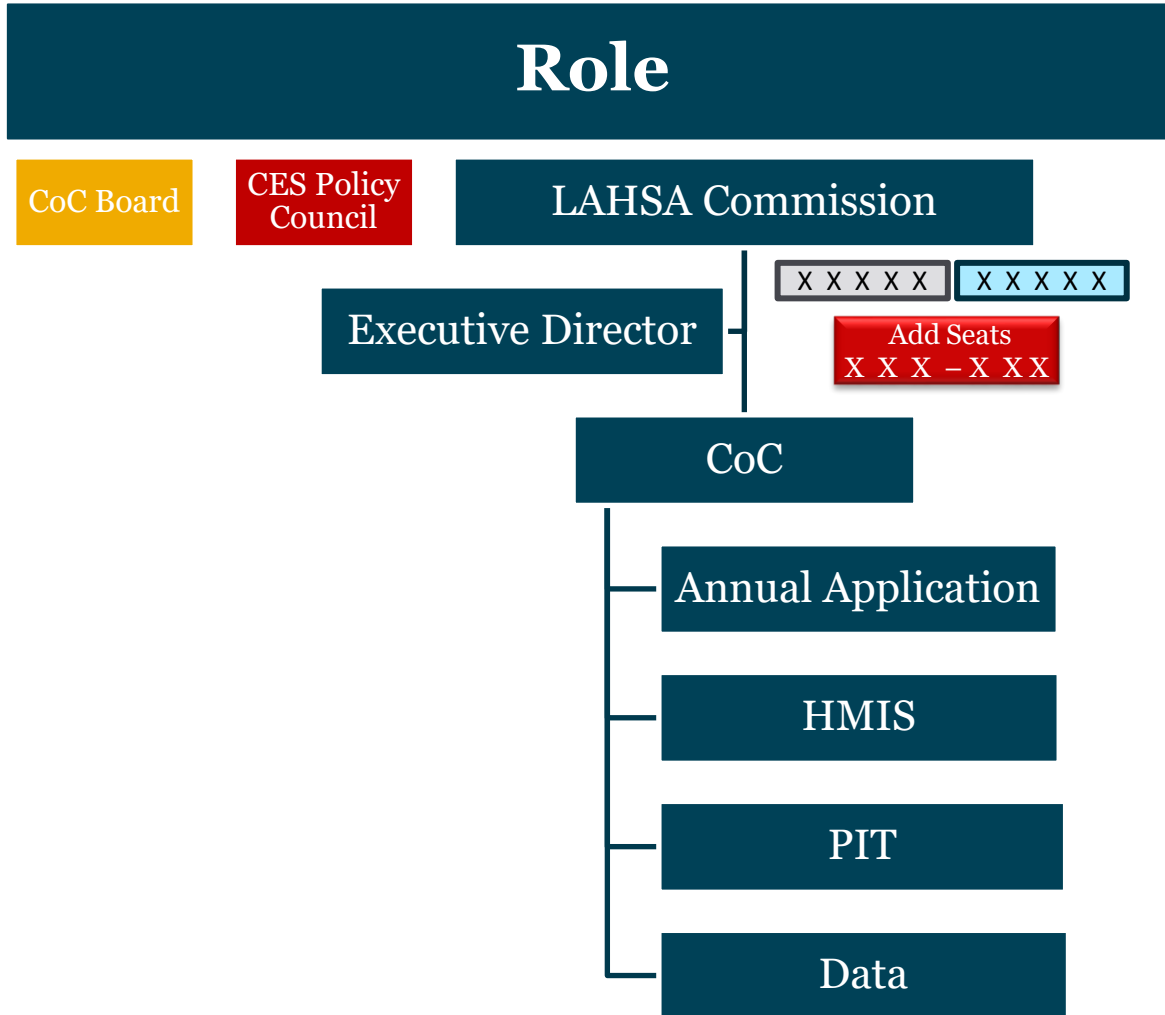 Role
CoC Board
CES Policy
Council
LAHSA Commission
X X X X X
X X X X X
Executive Director
Add Seats
X X X – X X X
CoC
Annual Application
HMIS
PIT
Data